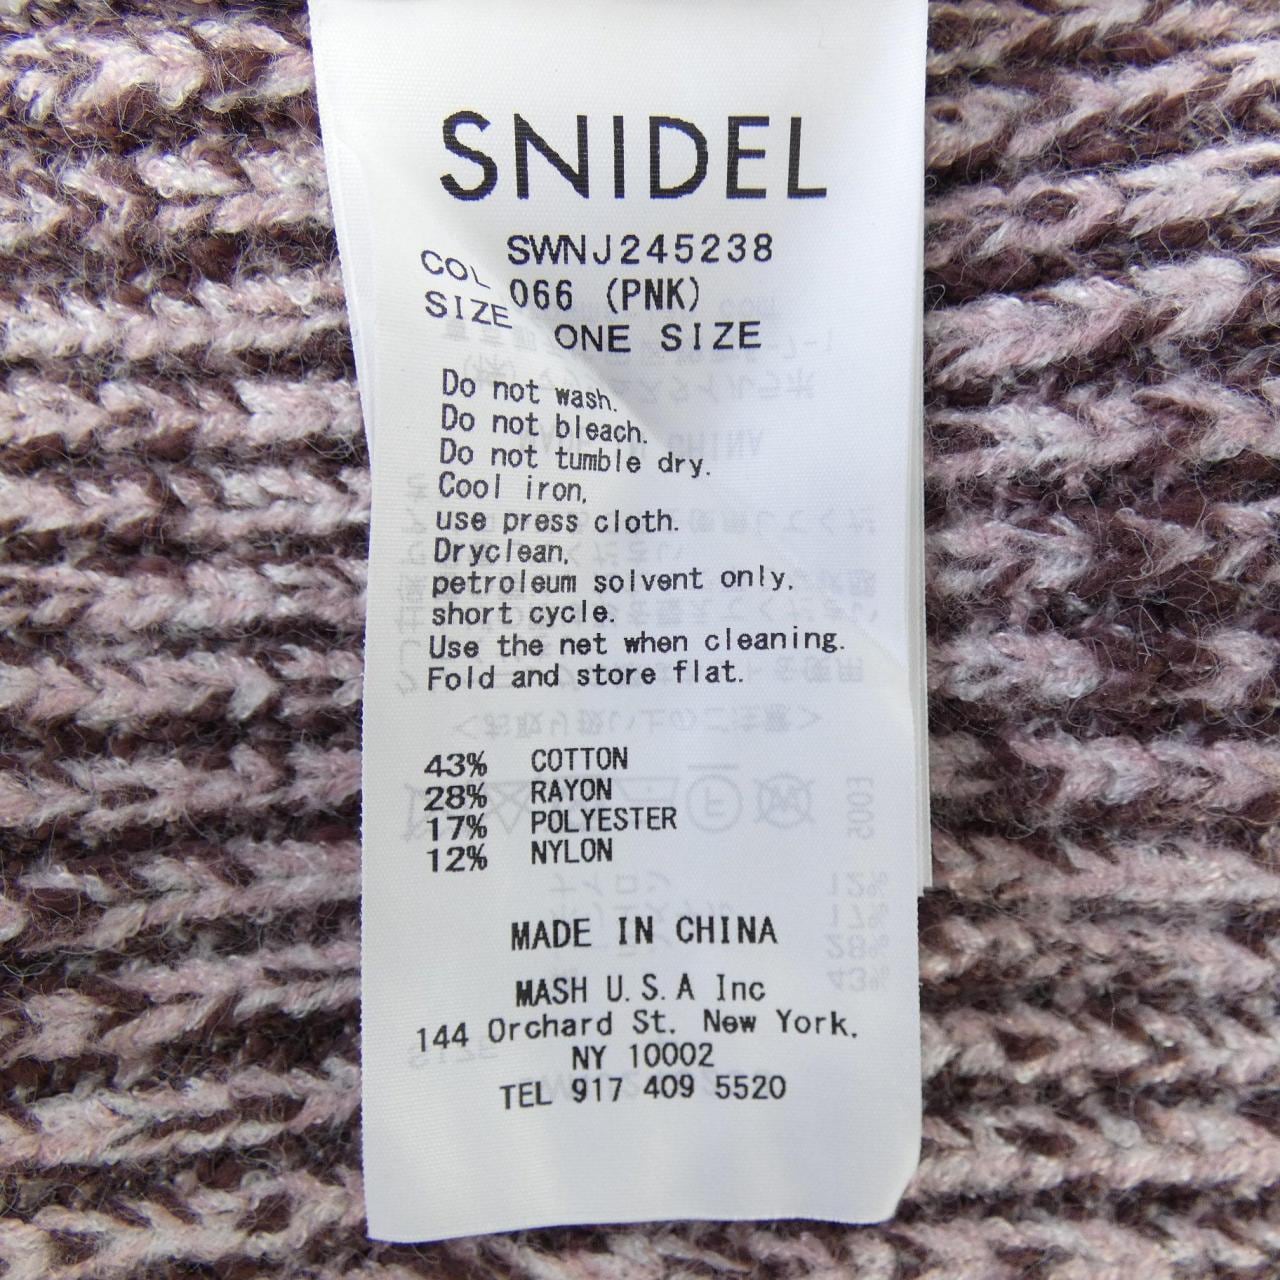 SNIDEL
SWNJ245238
COL 066 (PNK)
SIZE ONE SIZE
Do not wash.
Do not bleach.
Do not tumble dry.
Cool iron,
use press cloth.
Dryclean,
petroleum solvent only,
short cycle.
Use the net when cleaning.
Fold and store flat.
43% COTTON
28% RAYON
17% POLYESTER
12% NYLON
MADE IN CHINA
MASH U.S.A Inc
144 Orchard St. New York,
NY 10002
TEL 917 409 5520